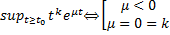 sup_{t≥t_0} t^k e^{μt} ⇔ [ μ < 0
μ = 0 = k